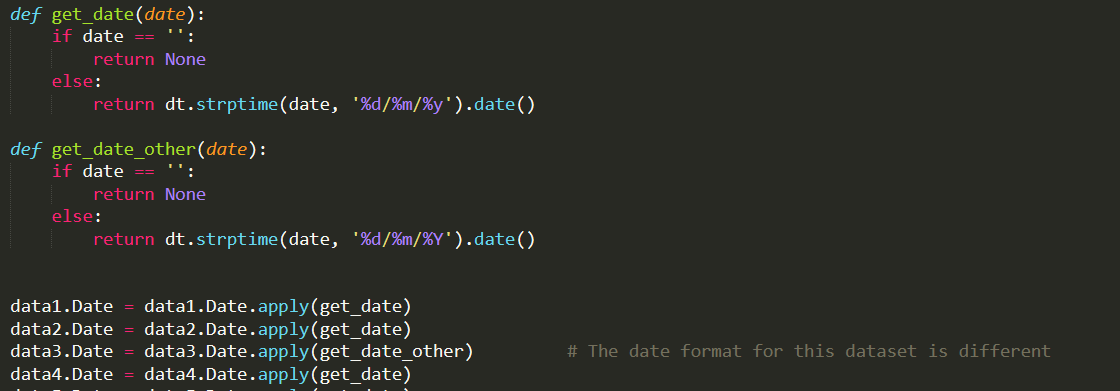 def get_date(date):
    if date == '':
        return None
    else:
        return dt.strptime(date, '%d/%m/%y').date()
def get_date_other(date):
    if date == '':
        return None
    else:
        return dt.strptime(date, '%d/%m/%Y').date()
data1.Date = data1.Date.apply(get_date)
data2.Date = data2.Date.apply(get_date)
data3.Date = data3.Date.apply(get_date_other)         # The date format for this dataset is different
data4.Date = data4.Date.apply(get_date)